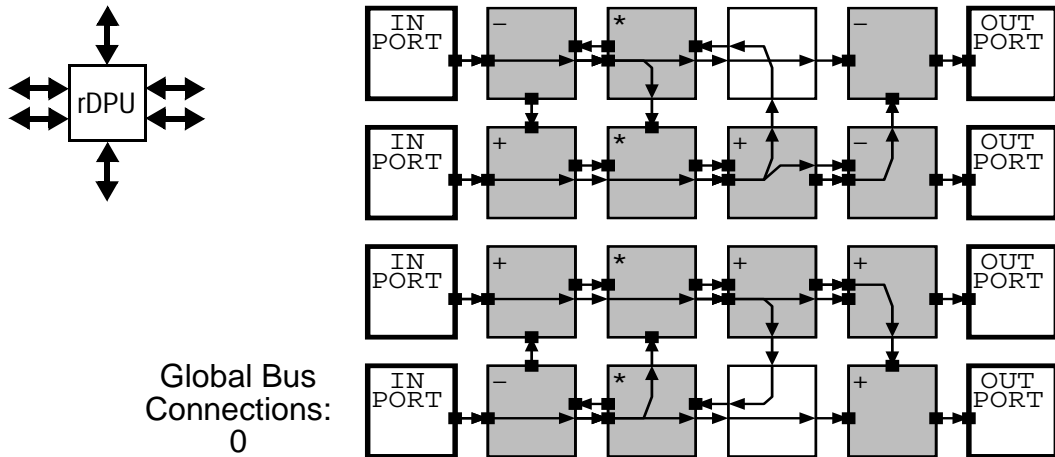 rDPU
IN
PORT
-
*
-
OUT
PORT
IN
PORT
+
*
+
-
OUT
PORT
IN
PORT
+
*
+
+
OUT
PORT
IN
PORT
-
*
+
OUT
PORT
Global Bus
Connections:
0